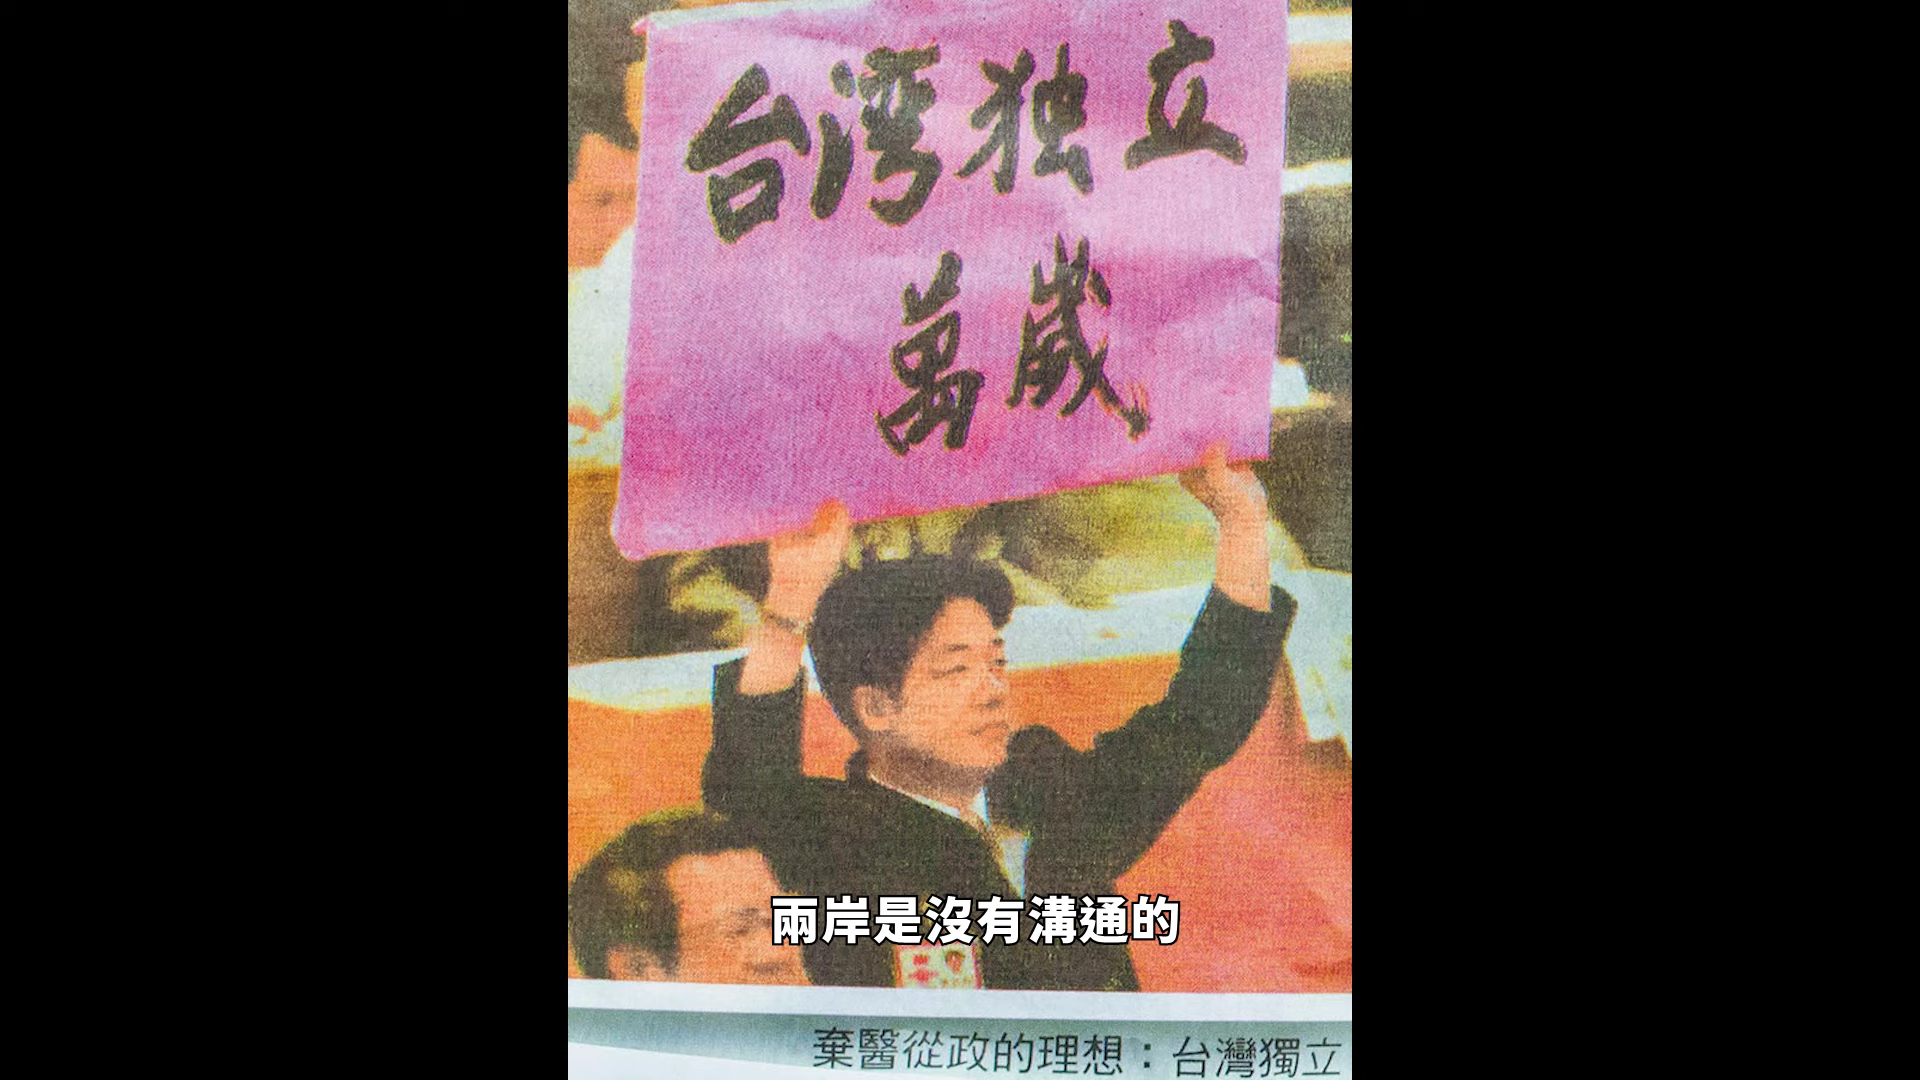 台湾独立
萬歲
兩岸是沒有溝通的
棄醫從政的理想：台灣獨立